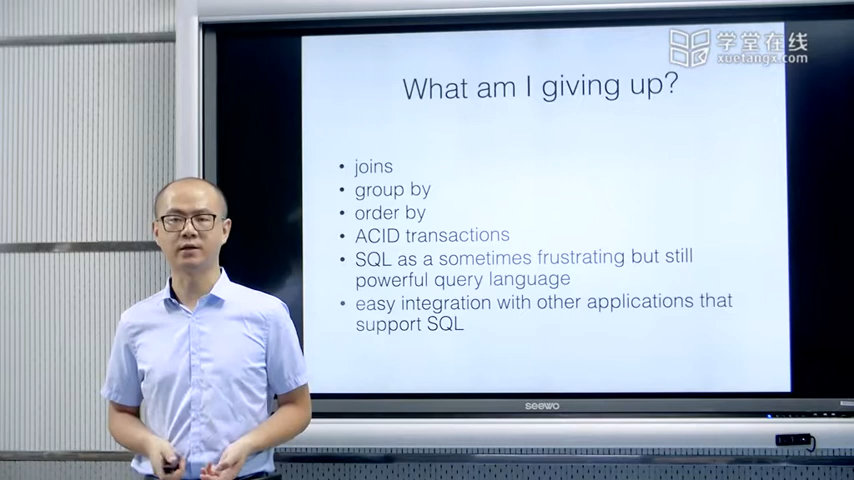 学堂在线
xuetangx.com
What am I giving up?
• joins
• group by
• order by
• ACID transactions
• SQL as a sometimes frustrating but still
powerful query language
• easy integration with other applications that
support SQL
seewo